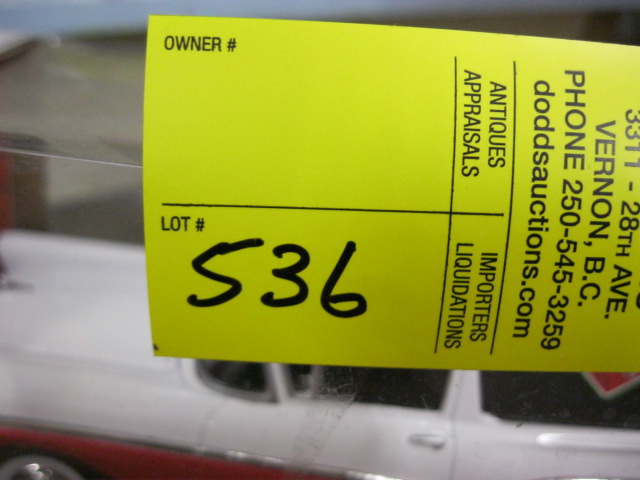 OWNER #
LOT #
536
ANTIQUES
APPRAISALS
IMPORTERS
LIQUIDATIONS
3311 - 28TH AVE.
VERNON, B.C.
PHONE 250-545-3259
doddsauctions.com